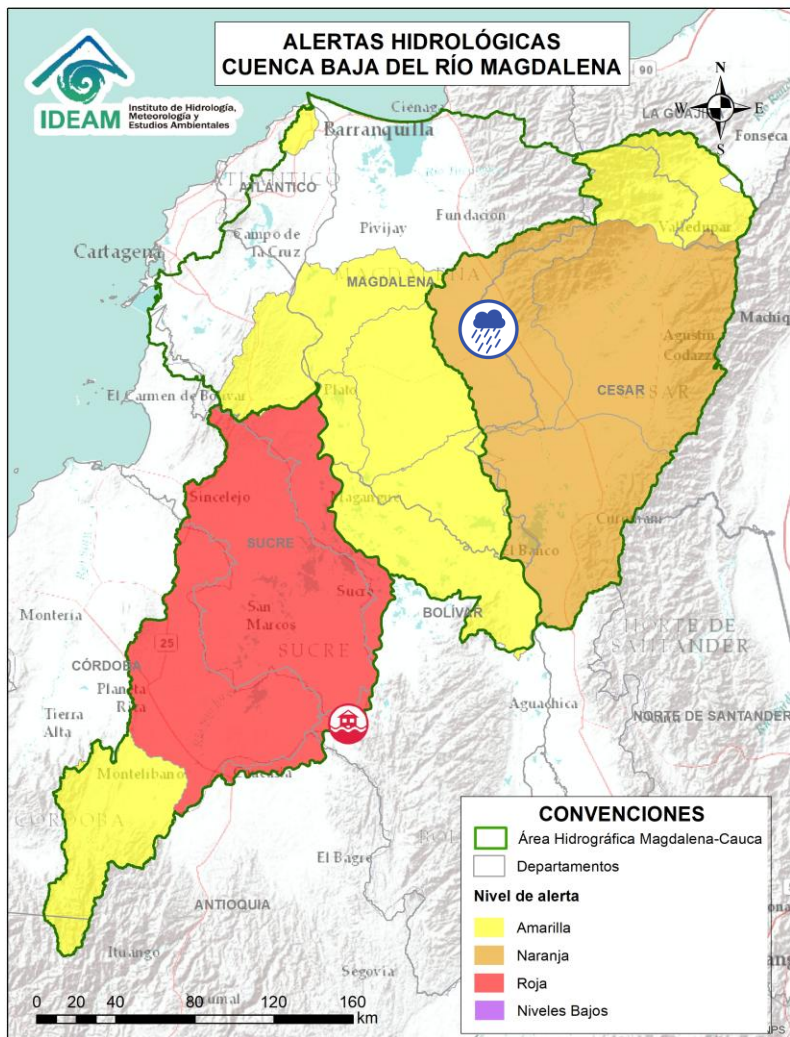 ALERTAS HIDROLÓGICAS
CUENCA BAJA DEL RÍO MAGDALENA
IDEAM
Instituto de Hidrología,
Meteorología y
Estudios Ambientales
90
N
W
E
S
LA GUAJIRA
Fonseca
Ciénaga
Barranquilla
ATLÁNTICO
Valledupar
Fundación
Pivijay
Campo de
la Cruz
Cartagena
MAGDALENA
Machiq
Agustín
Codazzi
CESAR
El Carmen de Bolívar
Plato
Sincelejo
Magangué
SUCRE
Curumaní
El Banco
Sucre
San
Marcos
BOLÍVAR
Montería
NORTE DE
SANTANDER
25
SUCRE
CÓRDOBA
Planeta
Rica
Aguachica
Tierra
Alta
NORTE DE SANTANDER
Montelíbano
Caucasia
CÓRDOBA
El Bagre
ANTIOQUIA
Ituango
Segovia
CONVENCIONES
Área Hidrográfica Magdalena-Cauca
Departamentos
Nivel de alerta
Amarilla
Naranja
Roja
Niveles Bajos
0 20 40 80 120 160
km